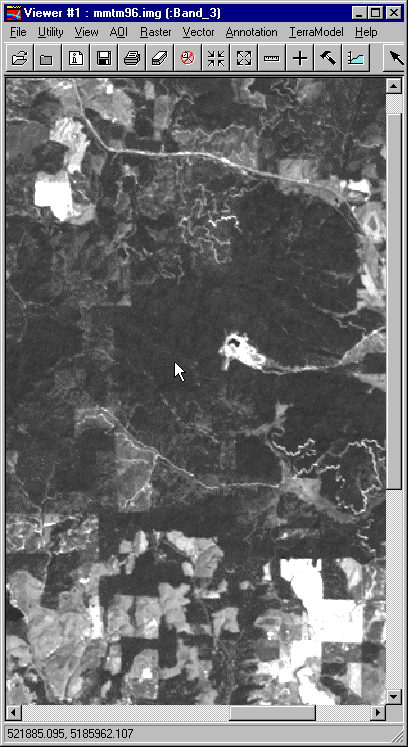 Viewer #1 : mmtm96.img (:Band_3)
File Utility View AOI Raster Vector Annotation TerraModel Help
521885.095, 5185962.107